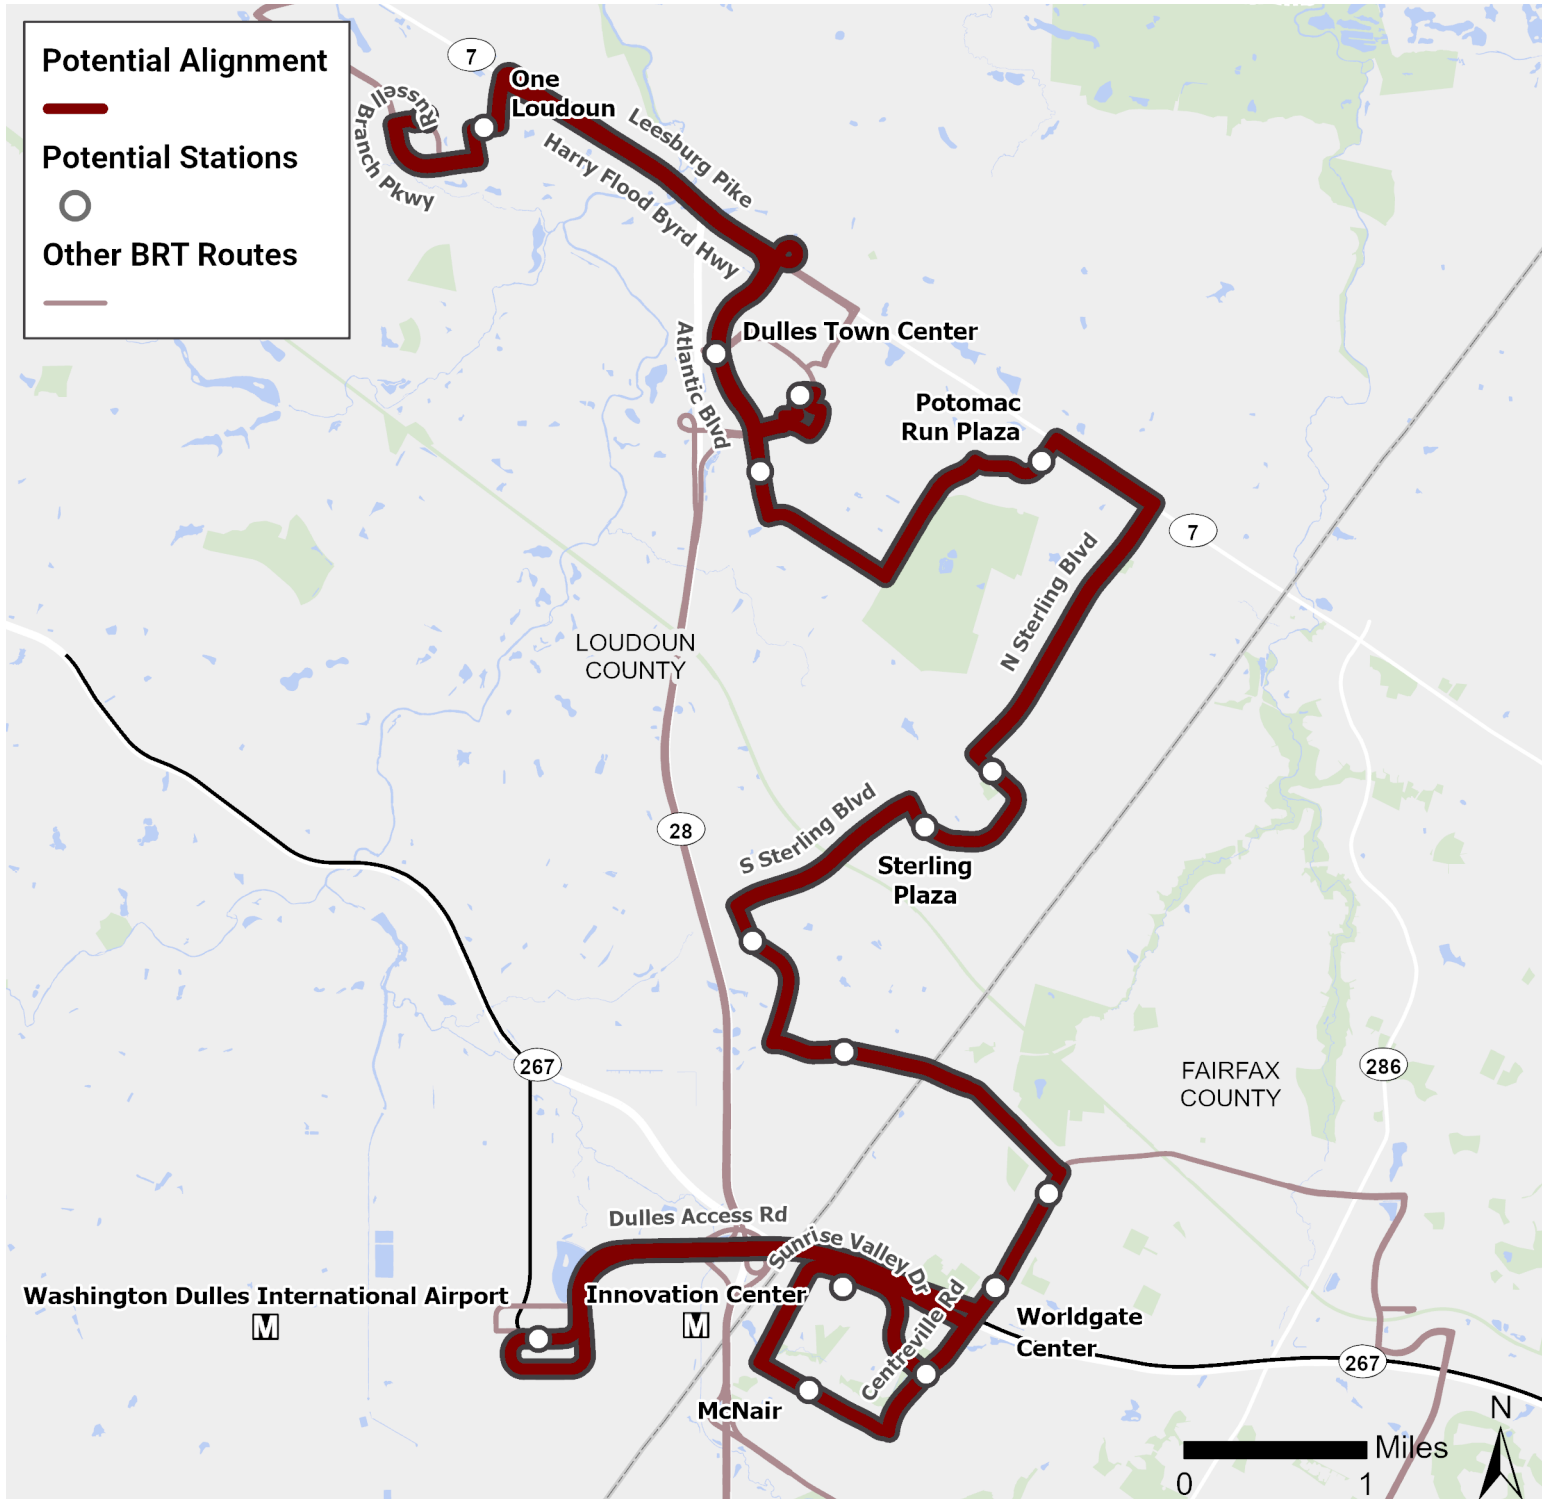 Potential Alignment
Potential Stations
Other BRT Routes
7
One
Loudoun
Russell Branch Pkwy
Leesburg Pike
Harry Flood Byrd Hwy
Dulles Town Center
Atlantic Blvd
Potomac
Run Plaza
7
N Sterling Blvd
LOUDOUN
COUNTY
28
S Sterling Blvd
Sterling
Plaza
267
FAIRFAX
COUNTY
286
Dulles Access Rd
Sunrise Valley Dr
Washington Dulles International Airport
M
Innovation Center
M
Centreville Rd
Worldgate
Center
267
McNair
N
Miles
0 1